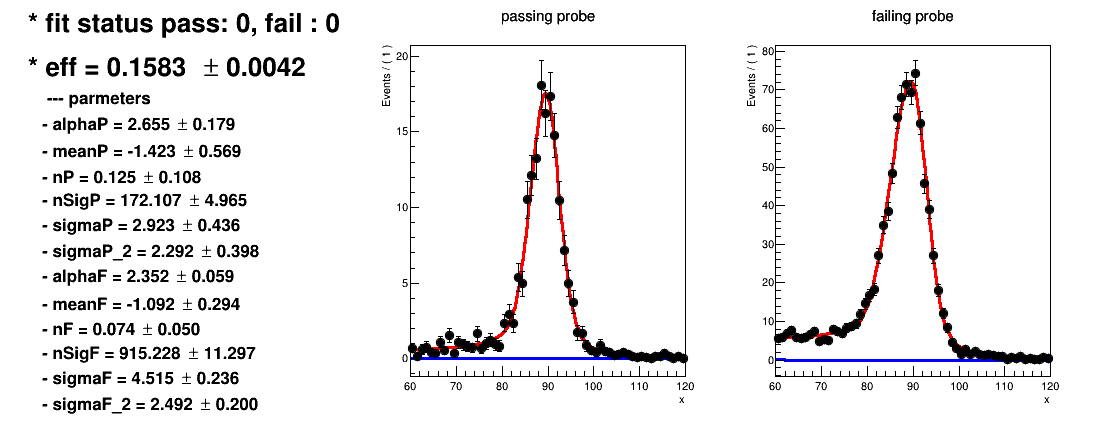 * fit status pass: 0, fail : 0
* eff = 0.1583 ± 0.0042
--- parmeters
- alphaP = 2.655 ± 0.179
- meanP = -1.423 ± 0.569
- nP = 0.125 ± 0.108
- nSigP = 172.107 ± 4.965
- sigmaP = 2.923 ± 0.436
- sigmaP_2 = 2.292 ± 0.398
- alphaF = 2.352 ± 0.059
- meanF = -1.092 ± 0.294
- nF = 0.074 ± 0.050
- nSigF = 915.228 ± 11.297
- sigmaF = 4.515 ± 0.236
- sigmaF_2 = 2.492 ± 0.200
passing probe
Events / ( 1 )
20
15
10
5
0
60 70 80 90 100 110 120
x
failing probe
Events / ( 1 )
80
70
60
50
40
30
20
10
0
60 70 80 90 100 110 120
x